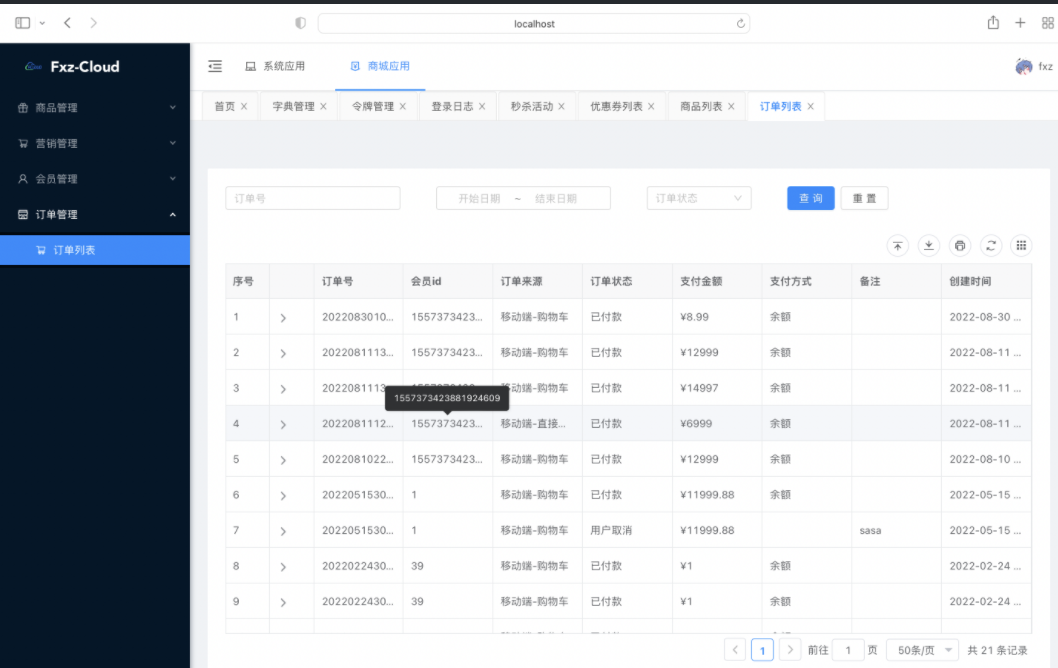 localhost
Fxz-Cloud
系统应用
商城应用
fxz
商品管理
营销管理
会员管理
订单管理
订单列表
首页 × 字典管理 × 令牌管理 × 登录日志 × 秒杀活动 × 优惠券列表 × 商品列表 × 订单列表 ×
订单号 开始日期 ~ 结束日期 订单状态 查询 重置
序号 订单号 会员id 订单来源 订单状态 支付金额 支付方式 备注 创建时间
1 2022083010... 1557373423... 移动端-购物车 已付款 ¥8.99 余额 2022-08-30 ...
2 2022081113... 1557373423... 移动端-购物车 已付款 ¥12999 余额 2022-08-11 ...
3 2022081113... 移动端-购物车 已付款 ¥14997 余额 2022-08-11 ...
1557373423881924609
4 2022081112... 1557373423... 移动端-直接... 已付款 ¥6999 余额 2022-08-11 ...
5 2022081022... 1557373423... 移动端-购物车 已付款 ¥12999 余额 2022-08-10 ...
6 2022051530... 1 移动端-购物车 已付款 ¥11999.88 余额 2022-05-15 ...
7 2022051530... 1 移动端-购物车 用户取消 ¥11999.88 sasa 2022-05-15 ...
8 2022022430... 39 移动端-购物车 已付款 ¥1 余额 2022-02-24 ...
9 2022022430... 39 移动端-购物车 已付款 ¥1 余额 2022-02-24 ...
1 前往 1 页 50条/页 共 21 条记录